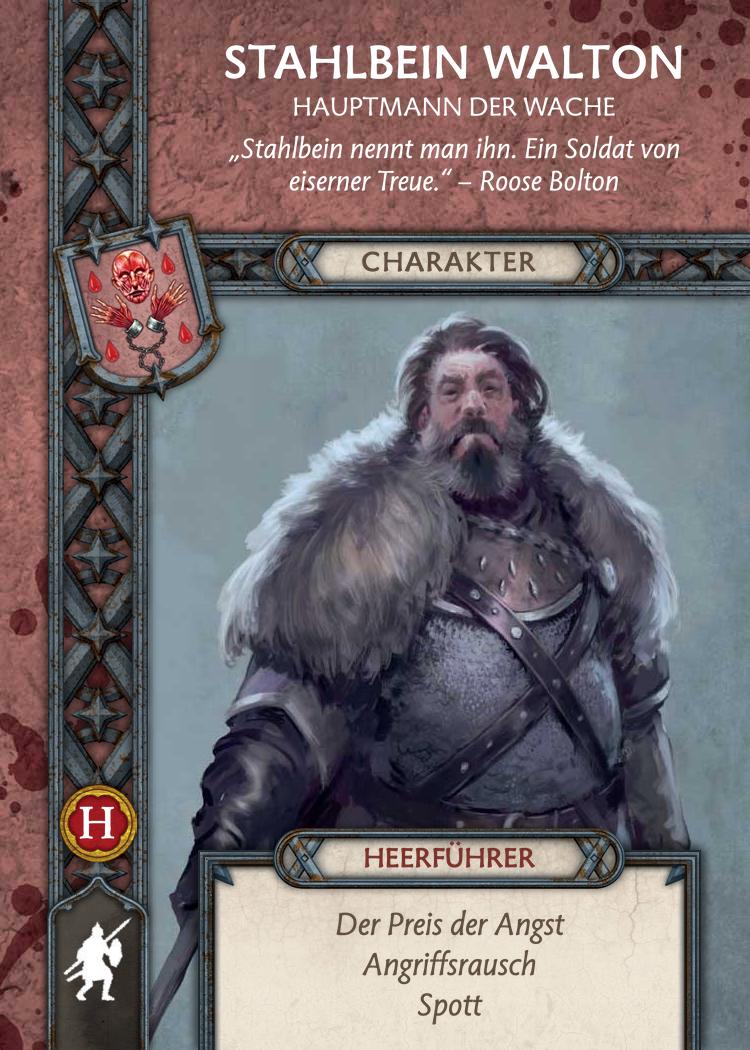 STAHLBEIN WALTON
HAUPTMANN DER WACHE
„Stahlbein nennt man ihn. Ein Soldat von
eiserner Treue.“ – Roose Bolton
CHARAKTER
H
HEERFÜHRER
Der Preis der Angst
Angriffsrausch
Spott